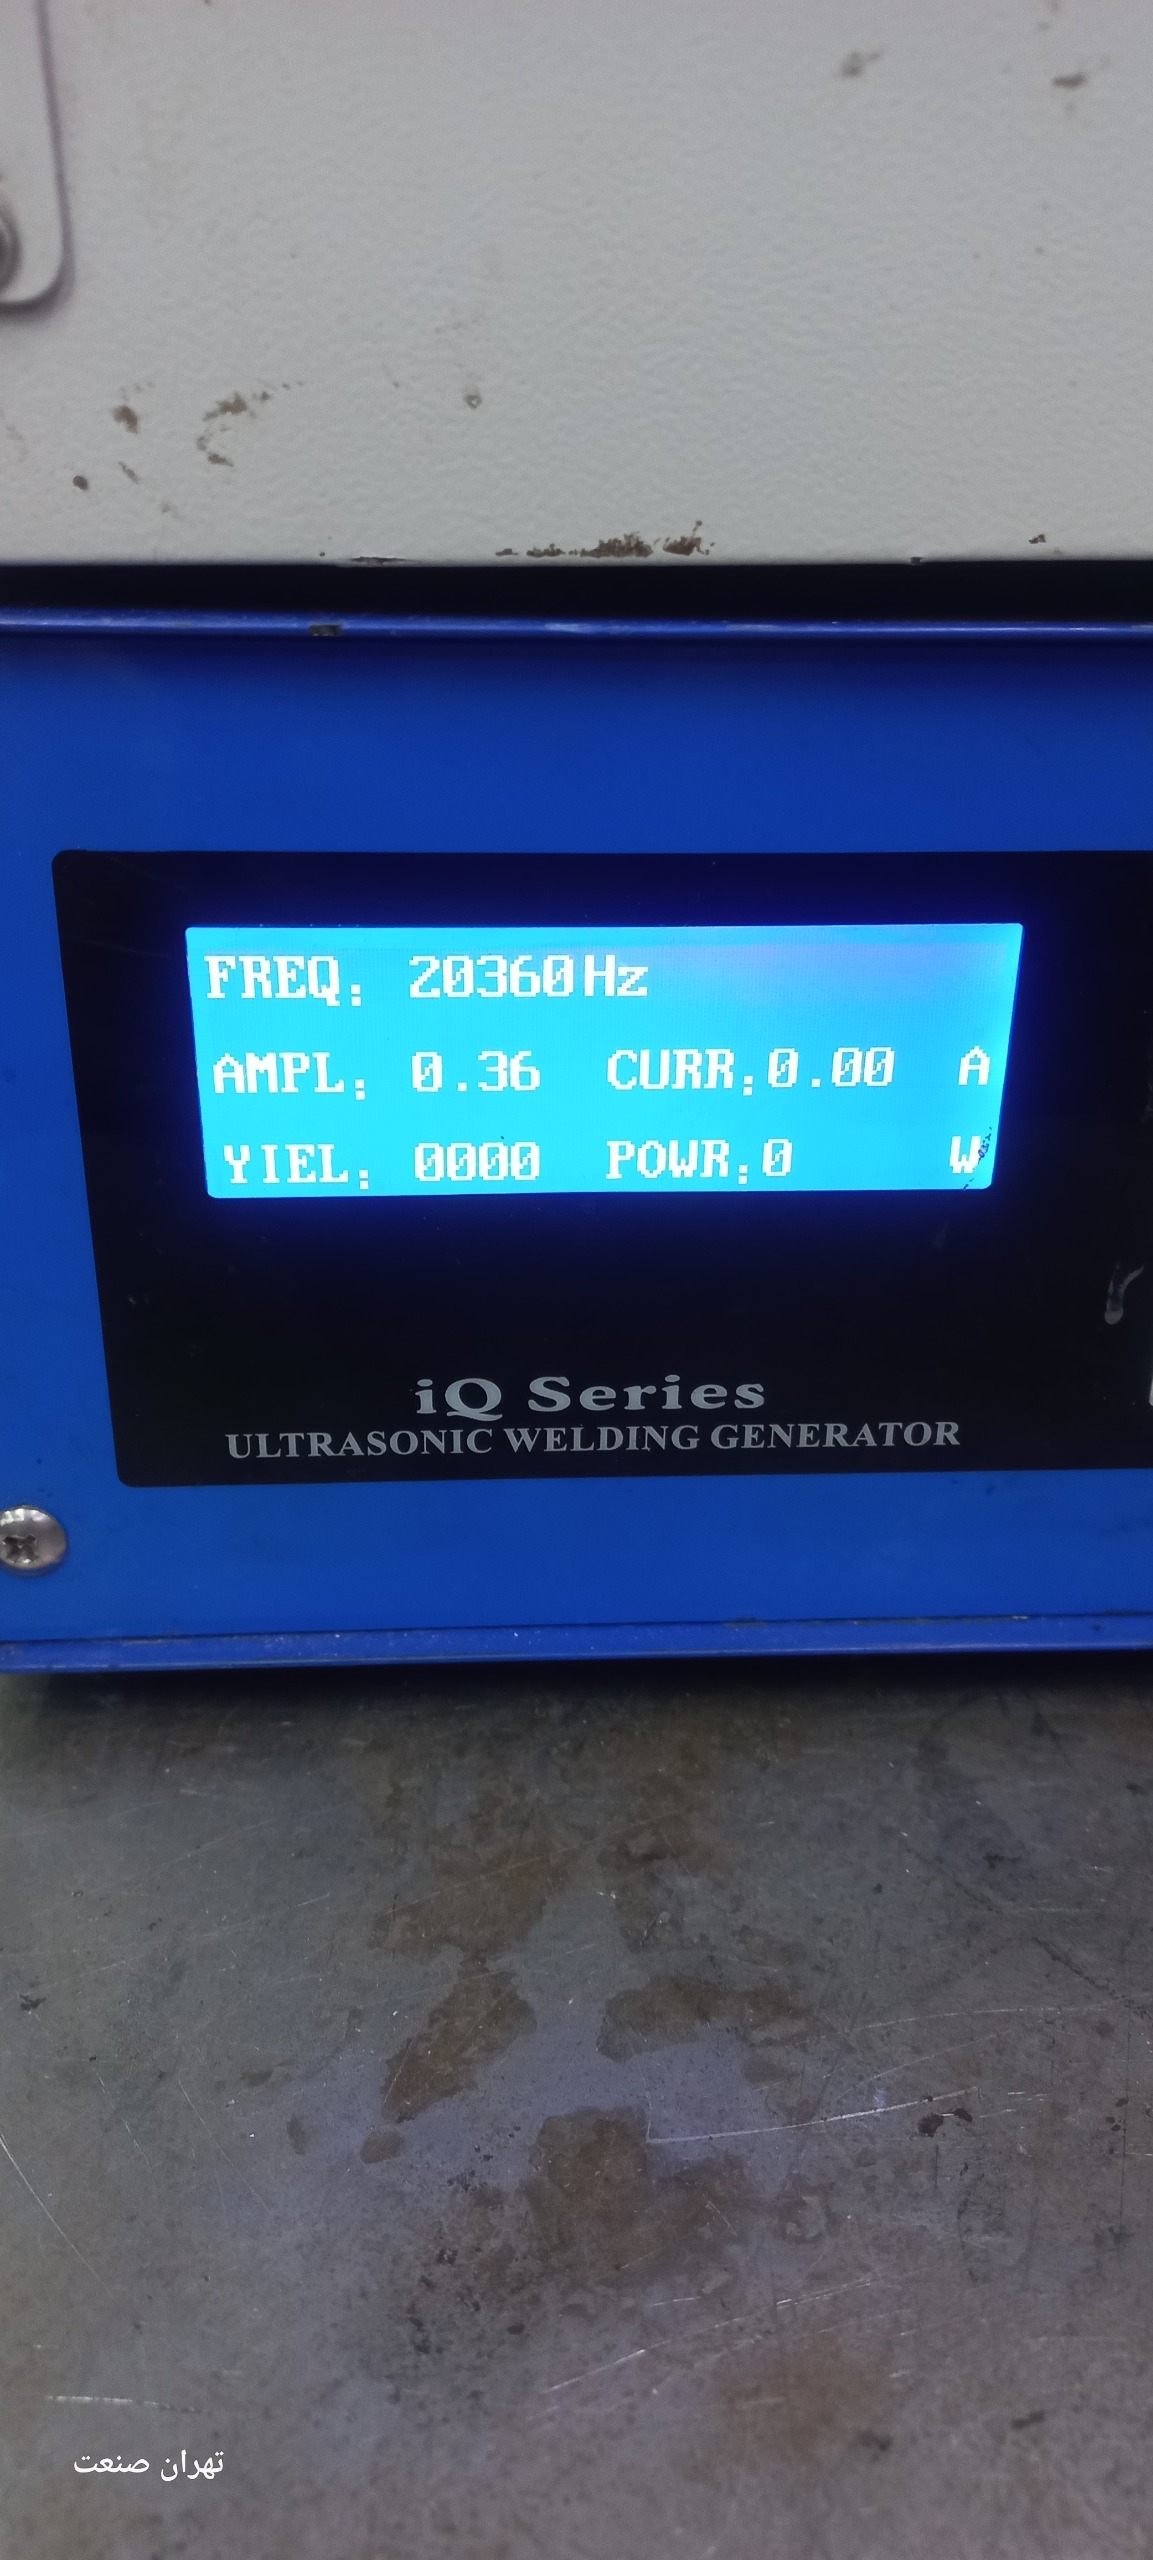 FREQ: 20360Hz
AMPL: 0.36 CURR:0.00 A
YIEL: 0000 POWR:0 W
iQ Series
ULTRASONIC WELDING GENERATOR
تهران صنعت